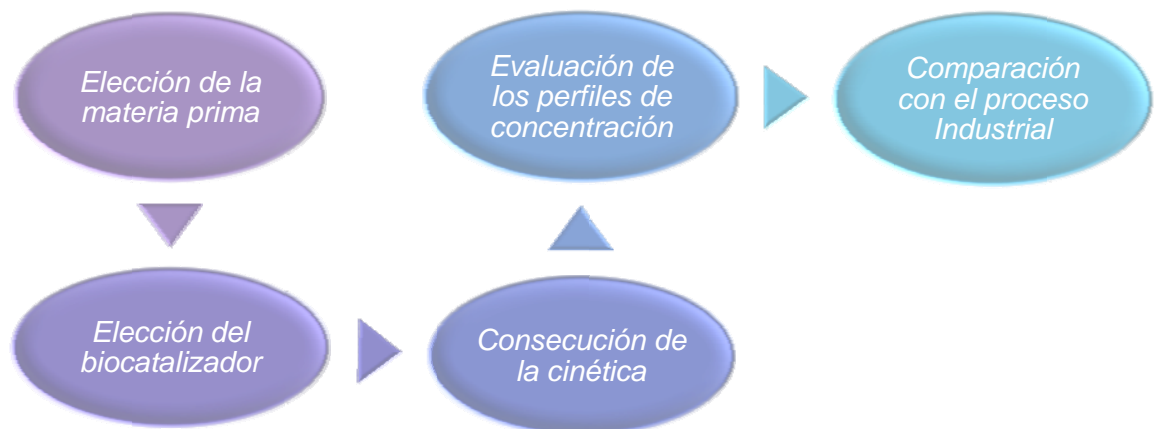 Elección de la
materia prima
Elección del
biocatalizador
Consecución de
la cinética
Evaluación de
los perfiles de
concentración
Comparación
con el proceso
Industrial